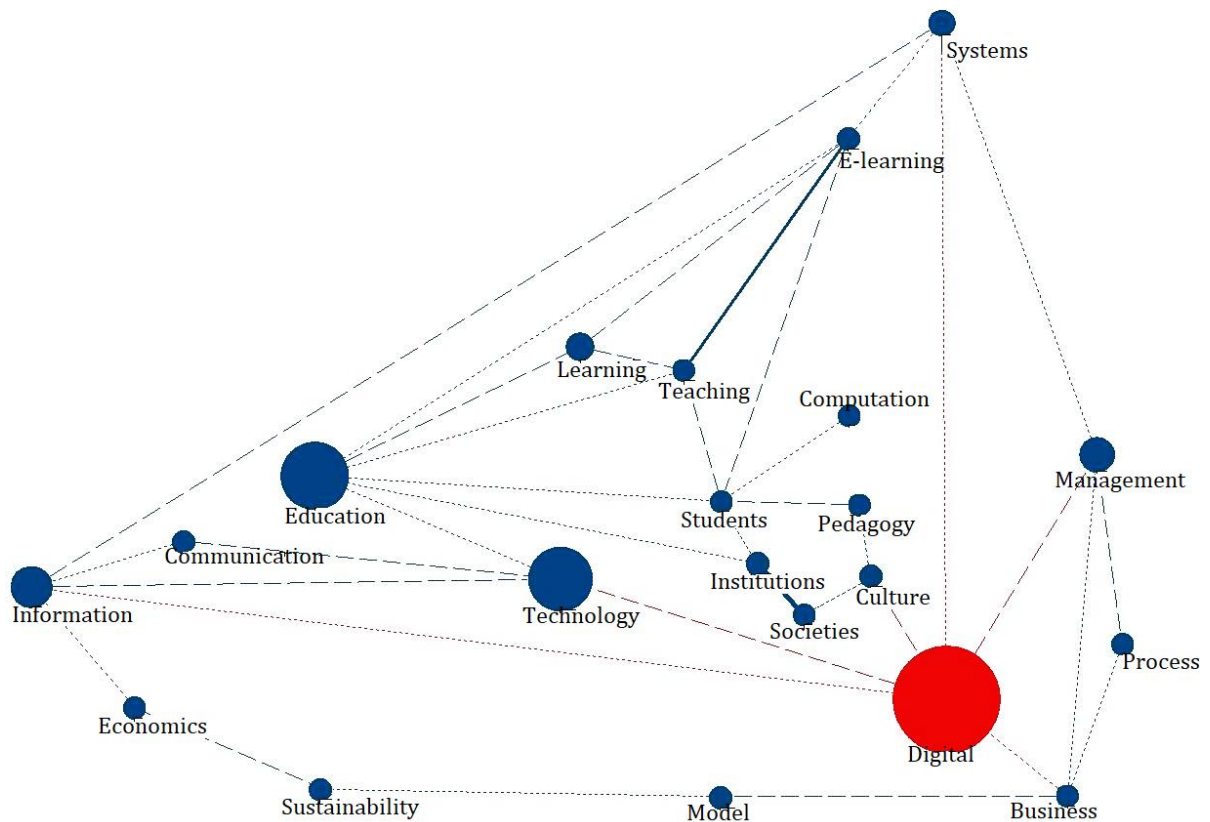 Systems
E-learning
Learning
Teaching
Computation
Management
Education
Students
Pedagogy
Communication
Institutions
Culture
Information
Technology
Societies
Process
Economics
Digital
Sustainability
Model
Business